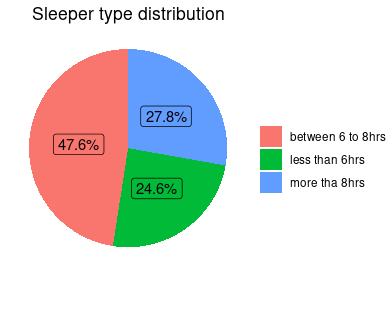 Sleeper type distribution
27.8%
47.6%
24.6%
between 6 to 8hrs
less than 6hrs
more tha 8hrs